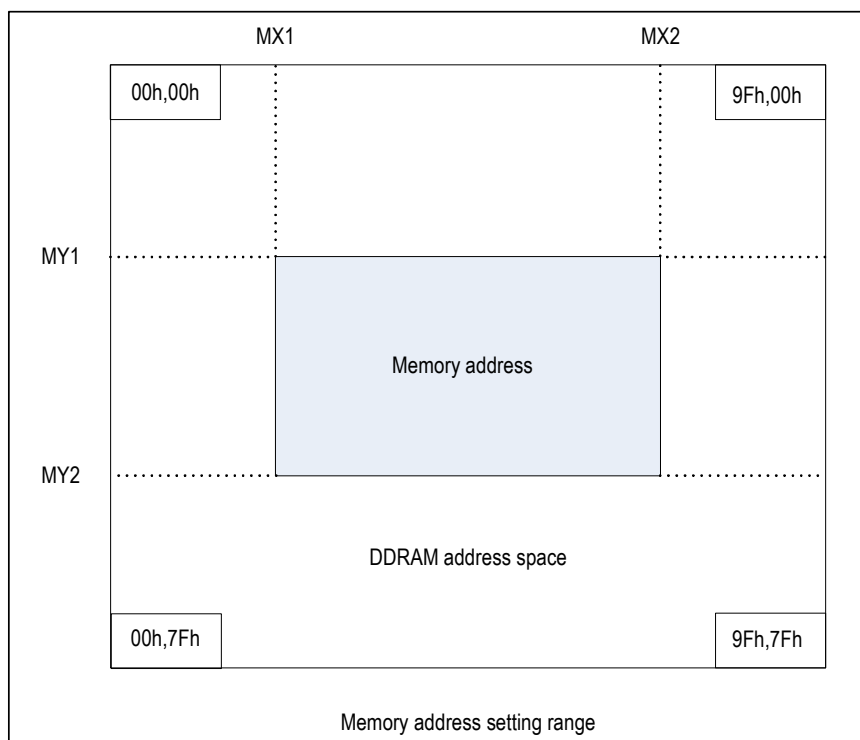 MX1 MX2
00h,00h 9Fh,00h
MY1
Memory address
MY2
DDRAM address space
00h,7Fh 9Fh,7Fh
Memory address setting range